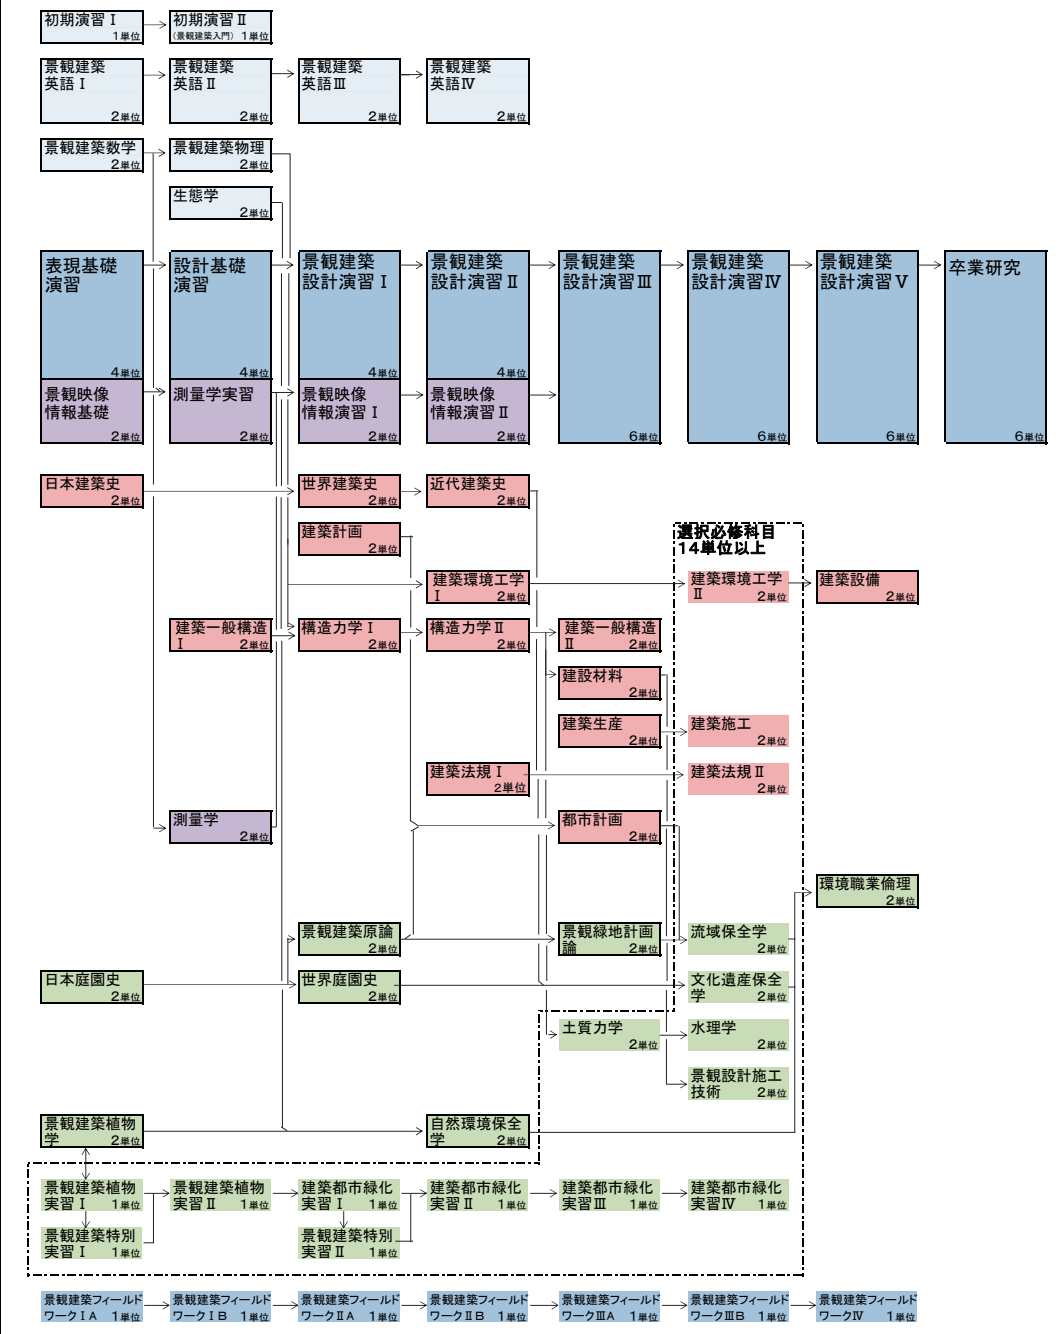 初期演習Ⅰ
1単位
初期演習Ⅱ
(景観建築入門) 1単位
景観建築
英語Ⅰ
2単位
景観建築
英語Ⅱ
2単位
景観建築
英語Ⅲ
2単位
景観建築
英語Ⅳ
2単位
景観建築数学
2単位
景観建築物理
2単位
生態学
2単位
表現基礎
演習
4単位
設計基礎
演習
4単位
景観建築
設計演習Ⅰ
4単位
景観建築
設計演習Ⅱ
4単位
景観建築
設計演習Ⅲ
6単位
景観建築
設計演習Ⅳ
6単位
景観建築
設計演習Ⅴ
6単位
卒業研究
6単位
景観映像
情報基礎
2単位
測量学実習
2単位
景観映像
情報演習Ⅰ
2単位
景観映像
情報演習Ⅱ
2単位
日本建築史
2単位
世界建築史
2単位
近代建築史
2単位
建築計画
2単位
選択必修科目
14単位以上
建築環境工学
Ⅰ 2単位
建築環境工学
Ⅱ 2単位
建築設備
2単位
建築一般構造
Ⅰ 2単位
構造力学Ⅰ
2単位
構造力学Ⅱ
2単位
建築一般構造
Ⅱ 2単位
建設材料
2単位
建築生産
2単位
建築施工
2単位
建築法規Ⅰ
2単位
建築法規Ⅱ
2単位
測量学
2単位
都市計画
2単位
環境職業倫理
2単位
景観建築原論
2単位
景観緑地計画
論 2単位
流域保全学
2単位
日本庭園史
2単位
世界庭園史
2単位
文化遺産保全
学 2単位
土質力学
2単位
水理学
2単位
景観設計施工
技術 2単位
景観建築植物
学 2単位
自然環境保全
学 2単位
景観建築植物
実習Ⅰ 1単位
景観建築植物
実習Ⅱ 1単位
建築都市緑化
実習Ⅰ 1単位
建築都市緑化
実習Ⅱ 1単位
建築都市緑化
実習Ⅲ 1単位
建築都市緑化
実習Ⅳ 1単位
景観建築特別
実習Ⅰ 1単位
景観建築特別
実習Ⅱ 1単位
景観建築フィールド
ワークⅠA 1単位
景観建築フィールド
ワークⅠB 1単位
景観建築フィールド
ワークⅡA 1単位
景観建築フィールド
ワークⅡB 1単位
景観建築フィールド
ワークⅢA 1単位
景観建築フィールド
ワークⅢB 1単位
景観建築フィールド
ワークⅣ 1単位